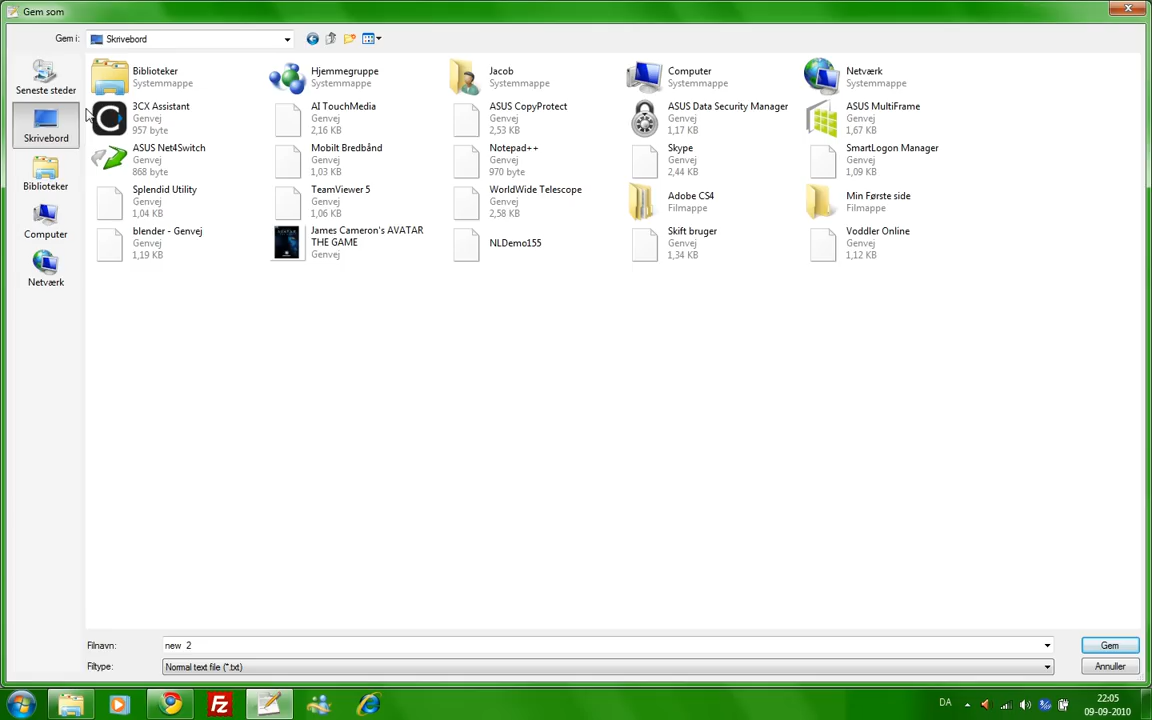 Gem som
Gem i:
Skrivebord
Seneste steder
Skrivebord
Biblioteker
Computer
Netværk
Biblioteker
Systemmappe
Hjemmegruppe
Systemmappe
Jacob
Systemmappe
Computer
Systemmappe
Netværk
Systemmappe
3CX Assistant
Genvej
957 byte
AI TouchMedia
Genvej
2,16 KB
ASUS CopyProtect
Genvej
2,53 KB
ASUS Data Security Manager
Genvej
1,17 KB
ASUS MultiFrame
Genvej
1,67 KB
ASUS Net4Switch
Genvej
868 byte
Mobilt Bredbånd
Genvej
1,03 KB
Notepad++
Genvej
970 byte
Skype
Genvej
2,44 KB
SmartLogon Manager
Genvej
1,09 KB
Splendid Utility
Genvej
1,04 KB
TeamViewer 5
Genvej
1,06 KB
WorldWide Telescope
Genvej
2,58 KB
Adobe CS4
Filmappe
Min Første side
Filmappe
blender - Genvej
Genvej
1,19 KB
James Cameron's AVATAR
THE GAME
Genvej
NLDemo155
Skift bruger
Genvej
1,34 KB
Voddler Online
Genvej
1,12 KB
Filnavn:
new 2
Gem
Filtype:
Normal text file (*.txt)
Annuller
DA
22:05
09-09-2010